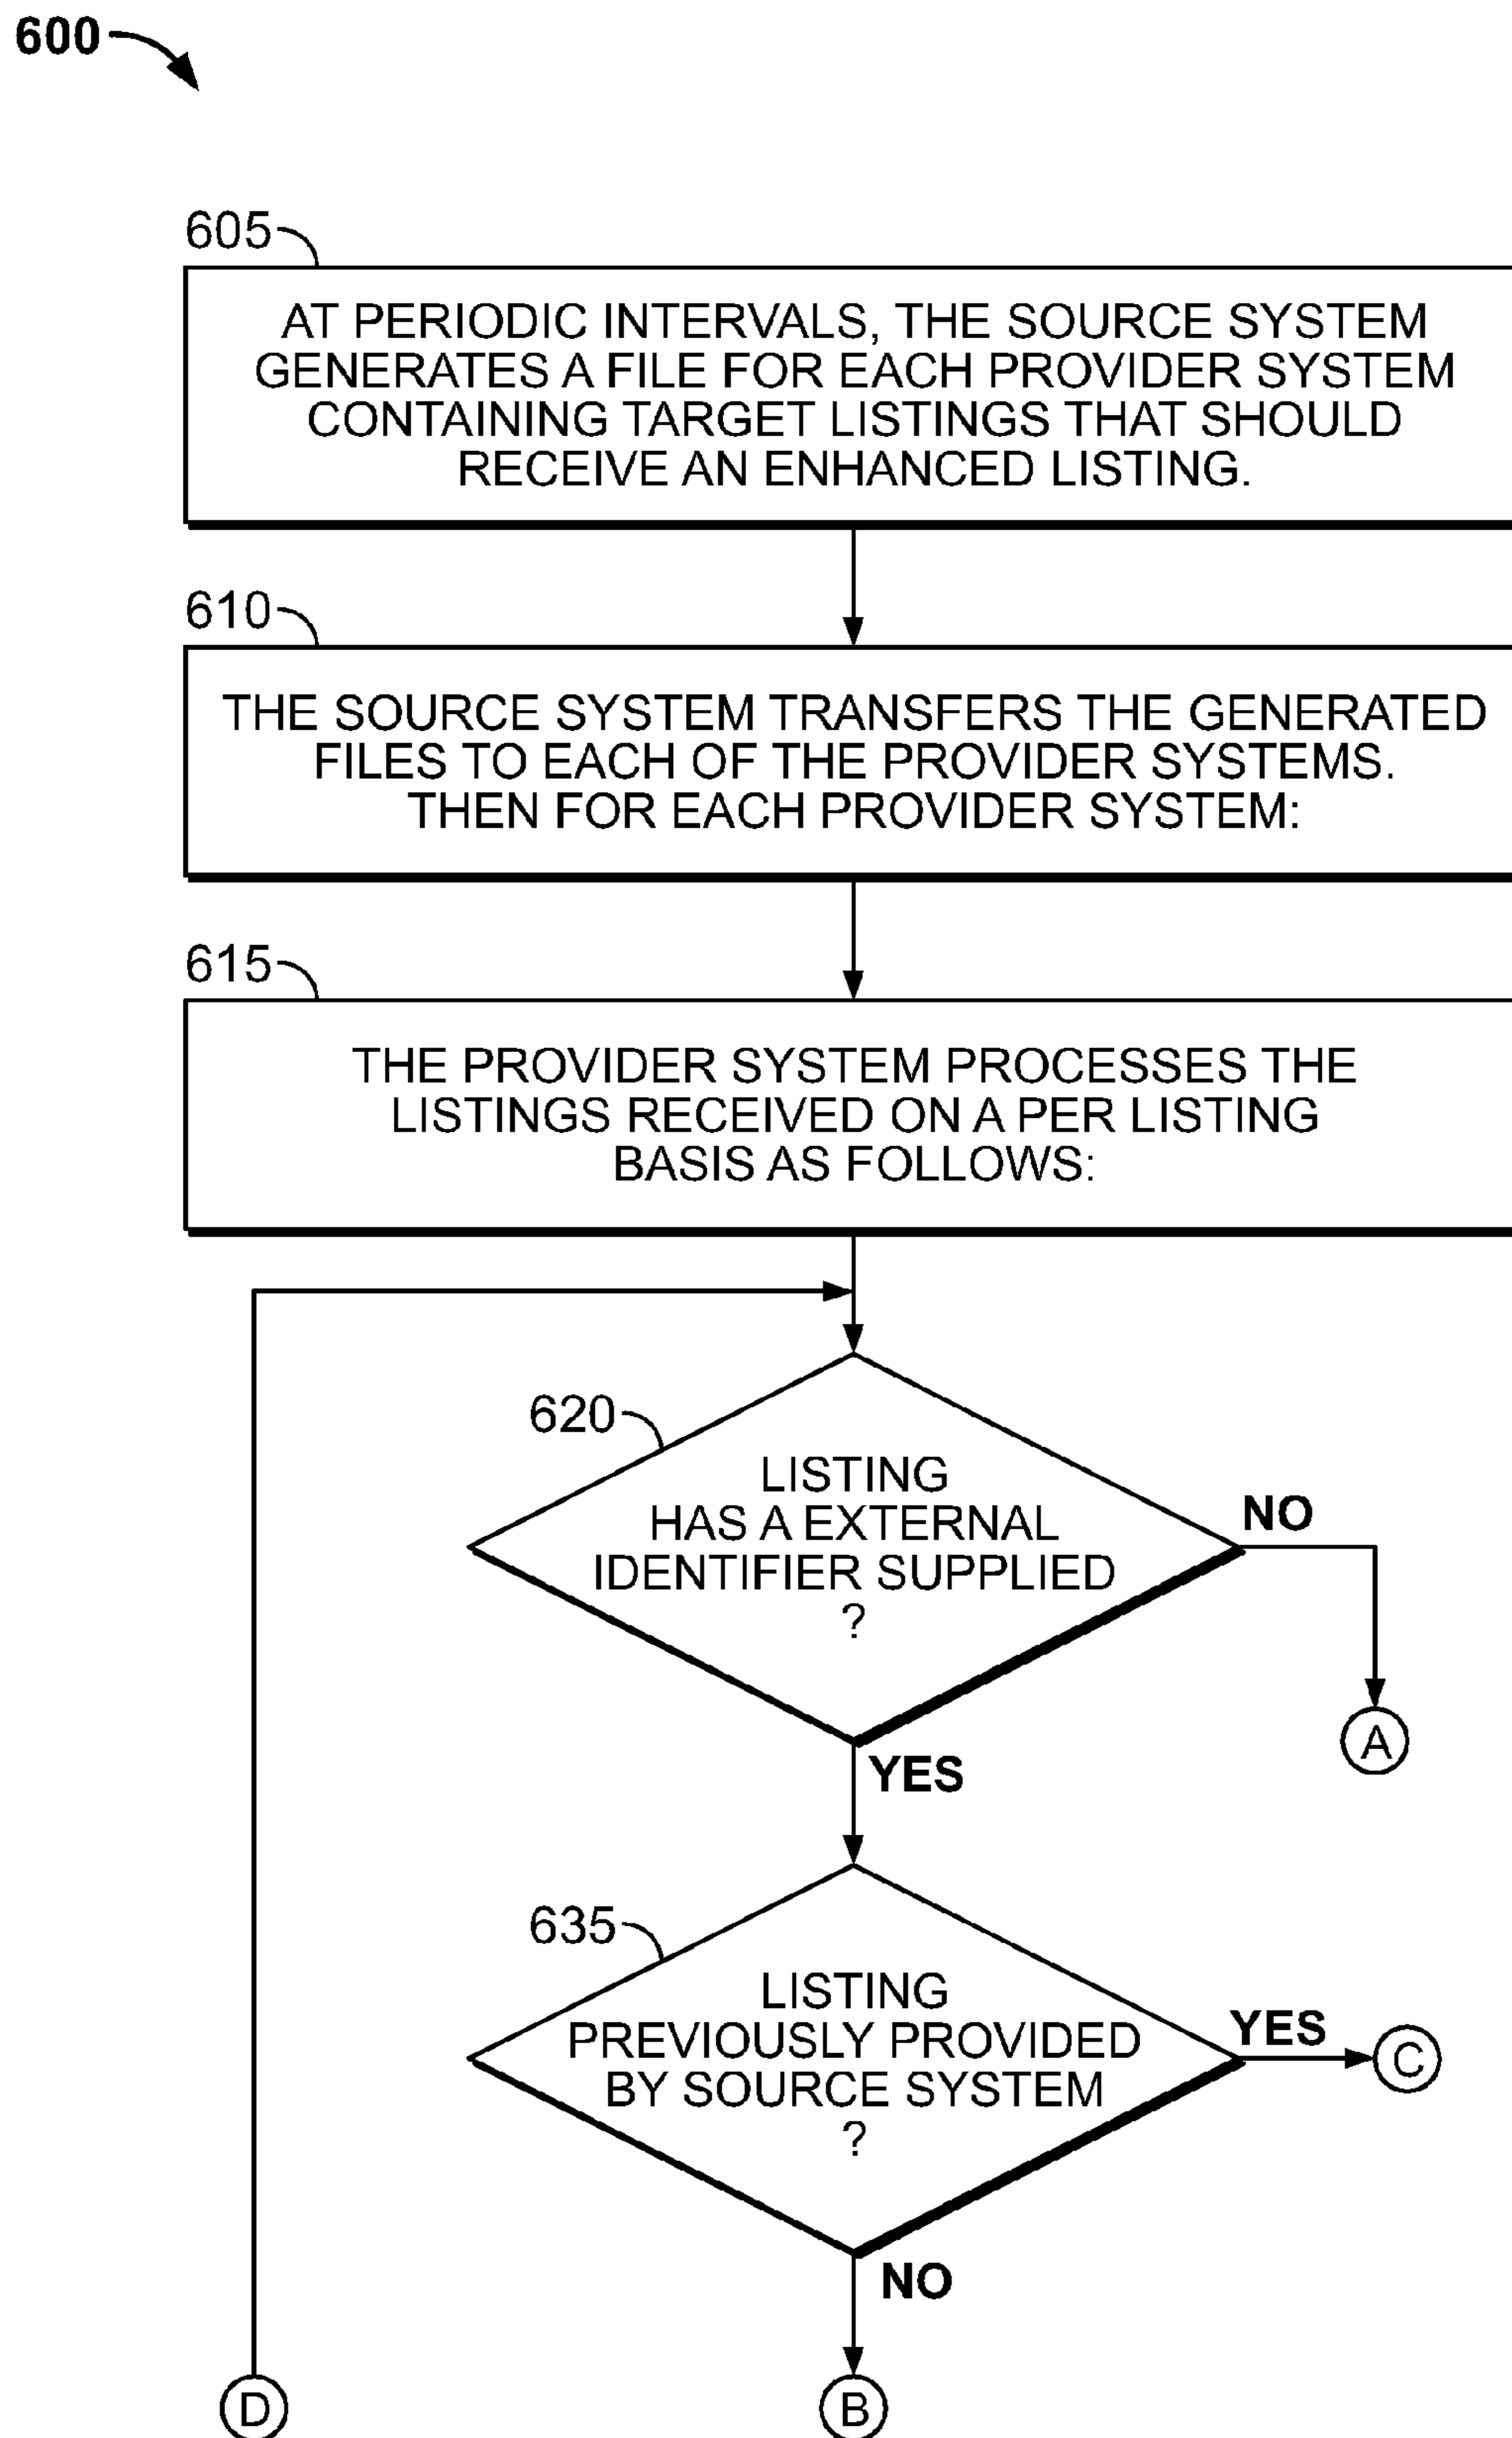 600
605
AT PERIODIC INTERVALS, THE SOURCE SYSTEM
GENERATES A FILE FOR EACH PROVIDER SYSTEM
CONTAINING TARGET LISTINGS THAT SHOULD
RECEIVE AN ENHANCED LISTING.
610
THE SOURCE SYSTEM TRANSFERS THE GENERATED
FILES TO EACH OF THE PROVIDER SYSTEMS.
THEN FOR EACH PROVIDER SYSTEM:
615
THE PROVIDER SYSTEM PROCESSES THE
LISTINGS RECEIVED ON A PER LISTING
BASIS AS FOLLOWS:
620
LISTING
HAS A EXTERNAL
IDENTIFIER SUPPLIED
?
NO
A
YES
635
LISTING
PREVIOUSLY PROVIDED
BY SOURCE SYSTEM
?
YES
C
NO
D
B